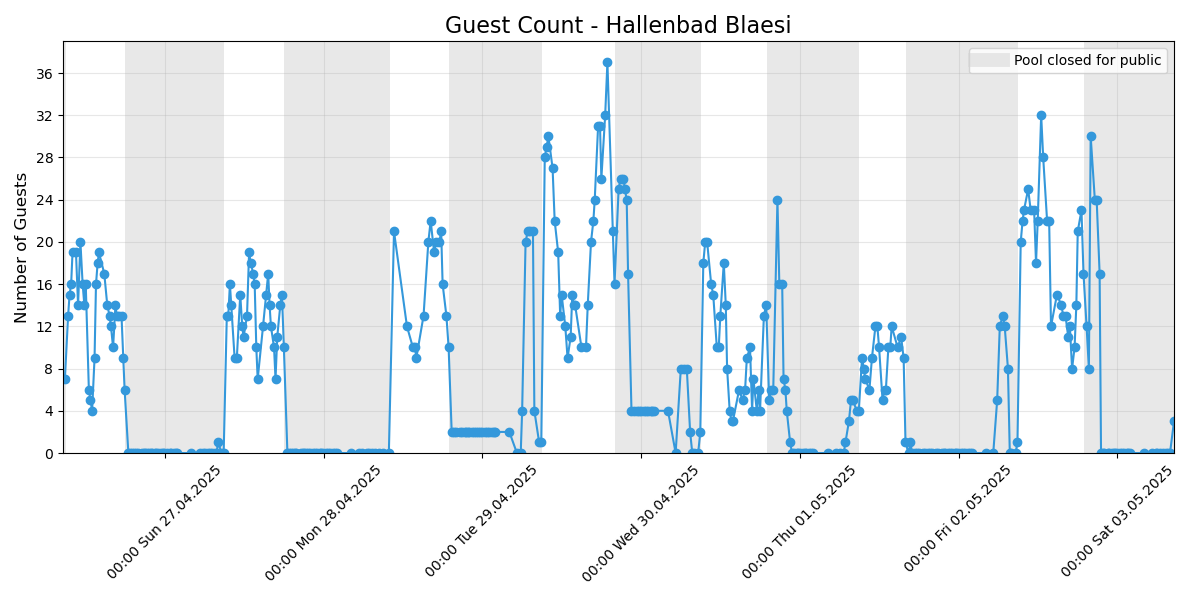 Guest Count - Hallenbad Blaesi
Pool closed for public
Number of Guests
36
32
28
24
20
16
12
8
4
0
00:00 Sun 27.04.2025
00:00 Mon 28.04.2025
00:00 Tue 29.04.2025
00:00 Wed 30.04.2025
00:00 Thu 01.05.2025
00:00 Fri 02.05.2025
00:00 Sat 03.05.2025